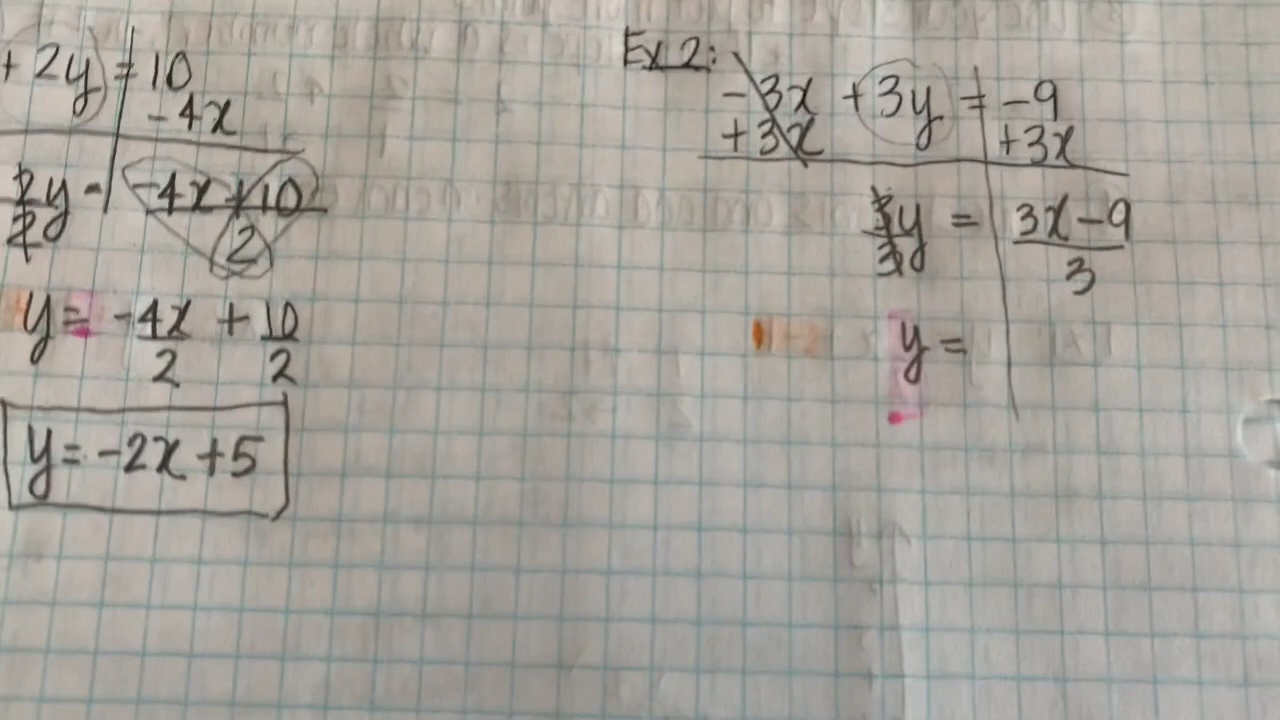 + 2y = 10
- 4x
2y = -4x + 10
2 2
y = -4x + 10
2 2
y = -2x + 5
Ex 2:
- 3x + 3y = -9
+ 3x +3x
3y = 3x - 9
3 3
y =